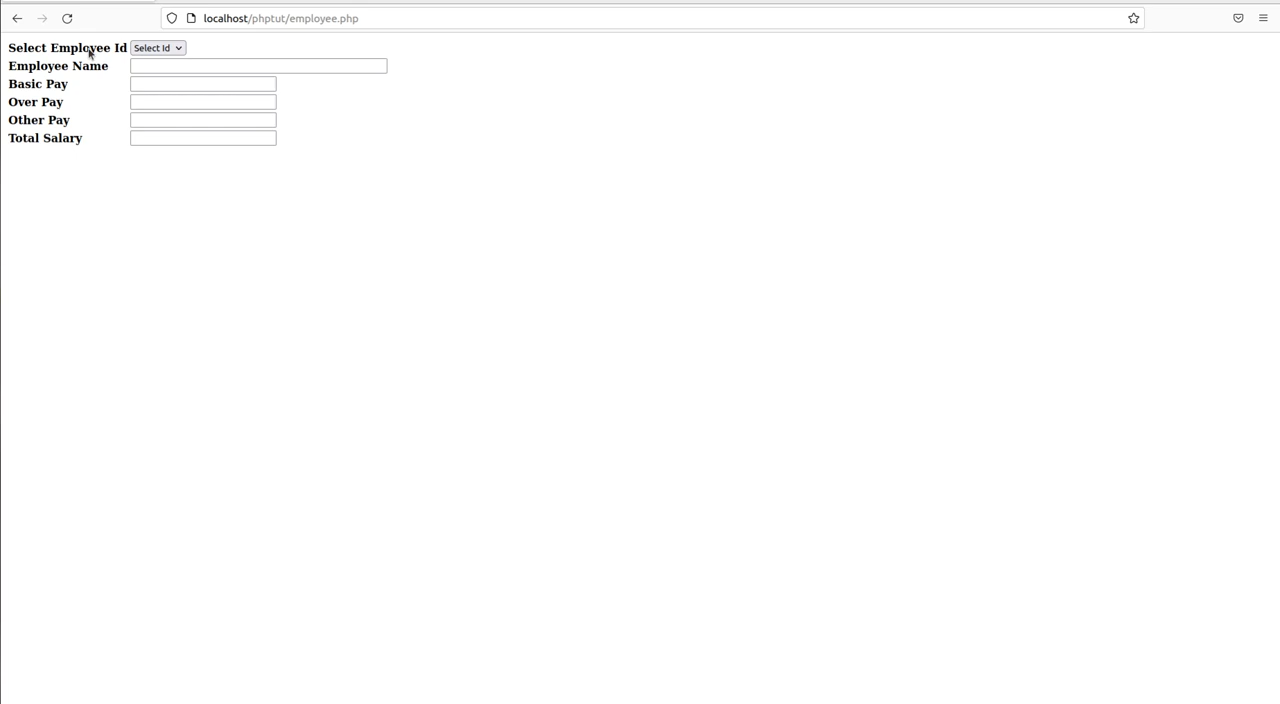 localhost/phptut/employee.php
Select Employee Id Select Id
Employee Name
Basic Pay
Over Pay
Other Pay
Total Salary